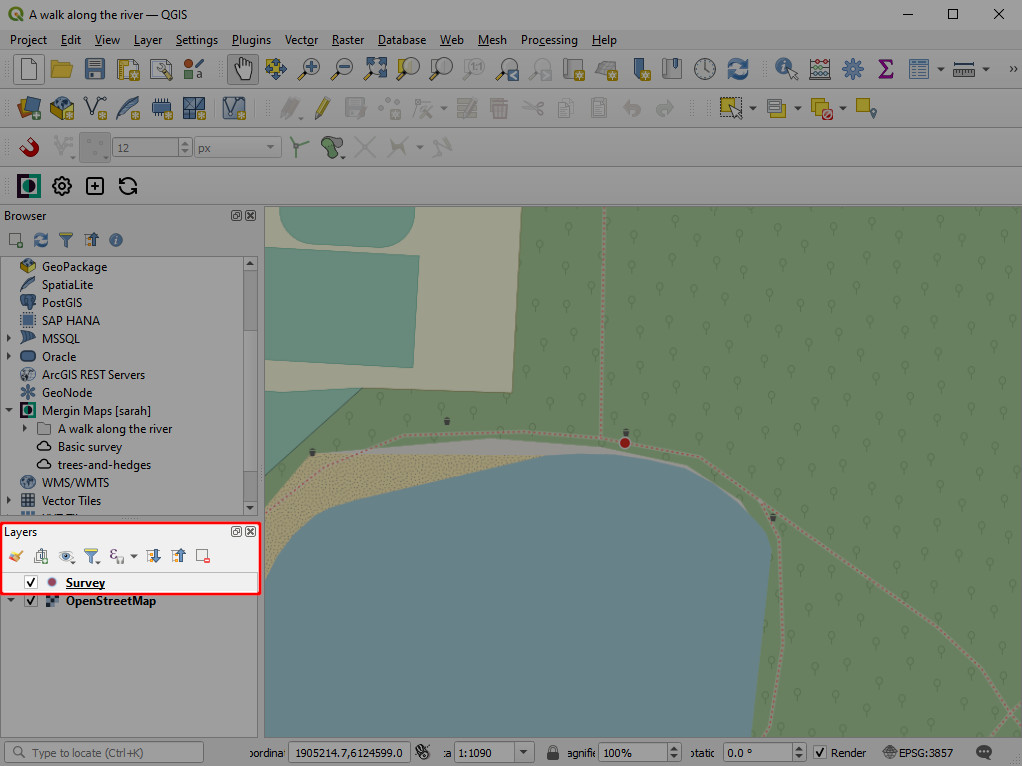 A walk along the river — QGIS
Project Edit View Layer Settings Plugins Vector Raster Database Web Mesh Processing Help
12 px
Browser
GeoPackage
SpatiaLite
PostGIS
SAP HANA
MSSQL
Oracle
ArcGIS REST Servers
GeoNode
Mergin Maps [sarah]
A walk along the river
Basic survey
trees-and-hedges
WMS/WMTS
Vector Tiles
Layers
Survey
OpenStreetMap
Type to locate (Ctrl+K) oordina 1905214.7,6124599.0 1:1090 agnifie 100% otatic 0.0 ° Render EPSG:3857